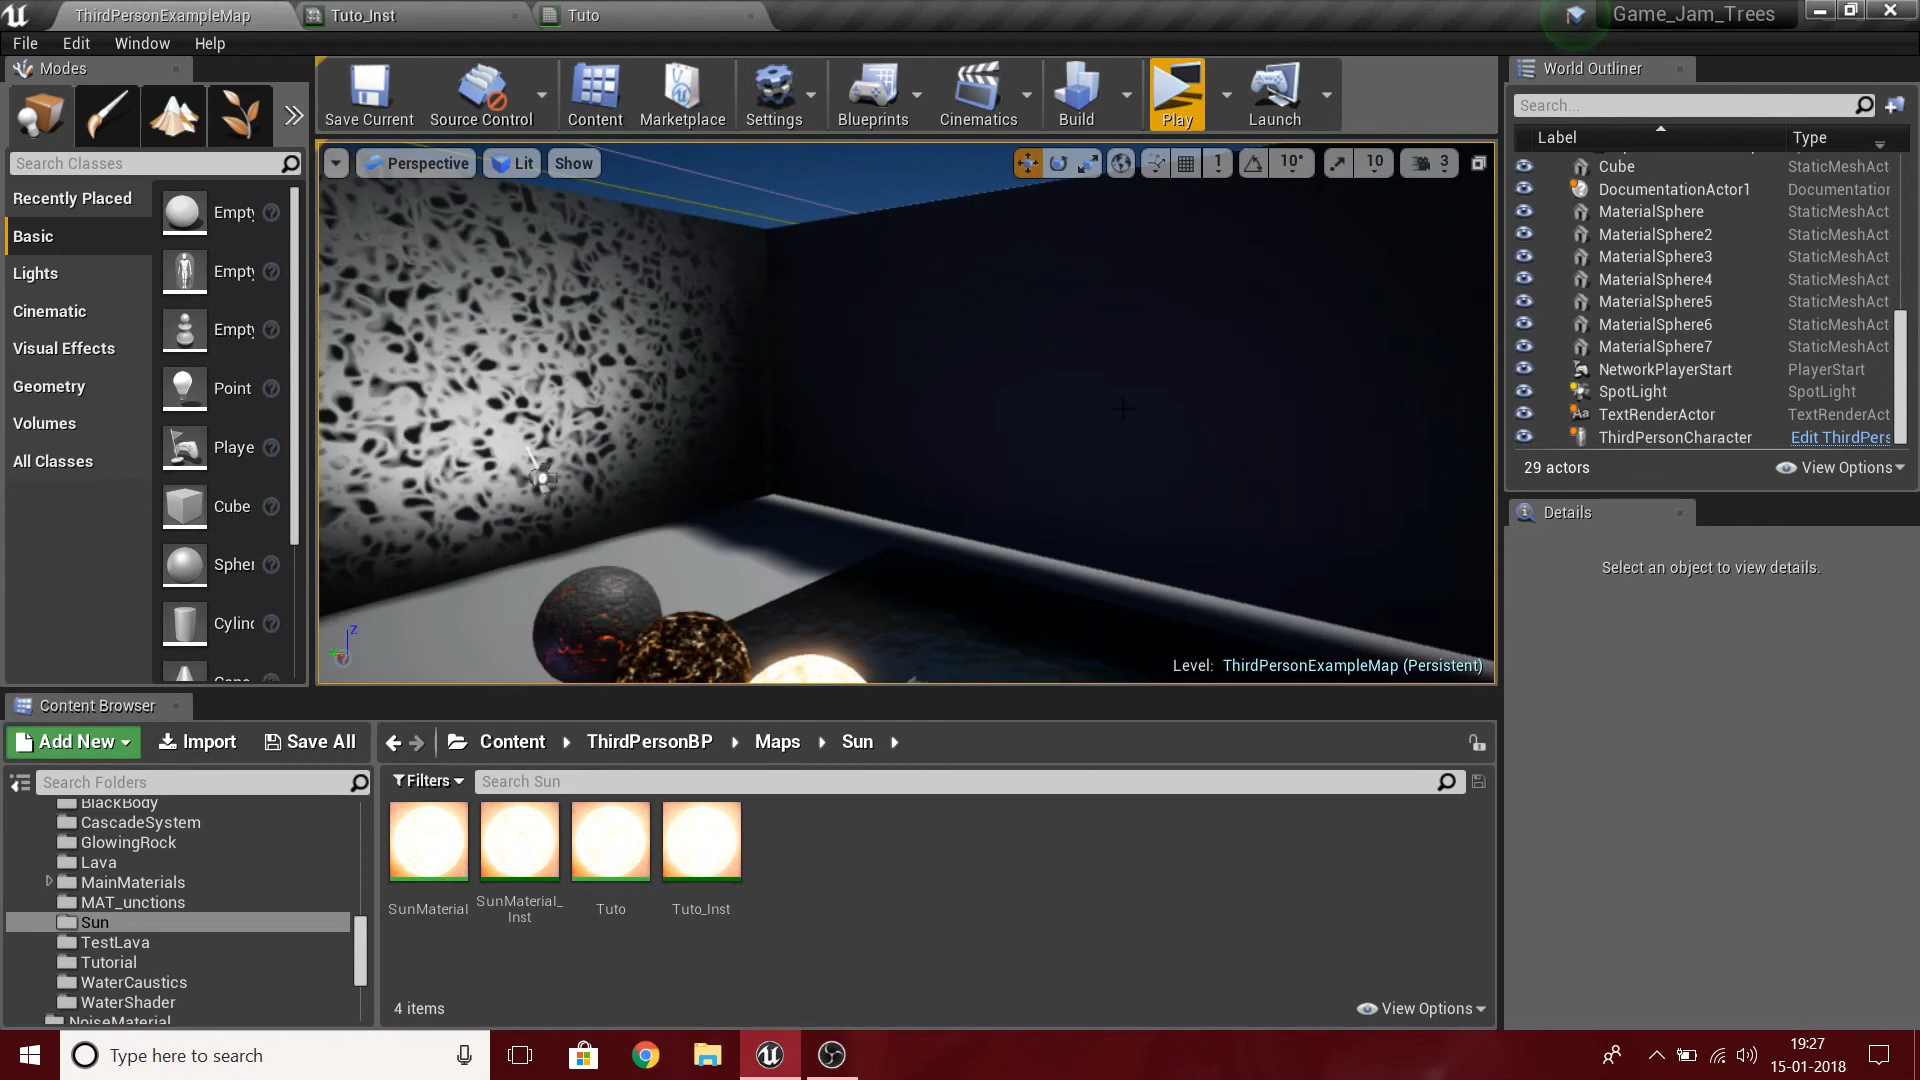 ThirdPersonExampleMap
Tuto_Inst
Tuto
Game_Jam_Trees
File Edit Window Help
Modes
Search Classes
Recently Placed
Basic
Lights
Cinematic
Visual Effects
Geometry
Volumes
All Classes
Empty
Empty
Empty
Point
Playe
Cube
Spher
Cylind
Save Current
Source Control
Content
Marketplace
Settings
Blueprints
Cinematics
Build
Play
Launch
Perspective
Lit
Show
1
10°
10
3
Z
Level: ThirdPersonExampleMap (Persistent)
World Outliner
Search...
Label Type
Cube StaticMeshAct
DocumentationActor1 Documentation
MaterialSphere StaticMeshAct
MaterialSphere2 StaticMeshAct
MaterialSphere3 StaticMeshAct
MaterialSphere4 StaticMeshAct
MaterialSphere5 StaticMeshAct
MaterialSphere6 StaticMeshAct
MaterialSphere7 StaticMeshAct
NetworkPlayerStart PlayerStart
SpotLight SpotLight
TextRenderActor TextRenderAct
ThirdPersonCharacter Edit ThirdPers
29 actors
View Options
Details
Select an object to view details.
Content Browser
Add New
Import
Save All
Content
ThirdPersonBP
Maps
Sun
Search Folders
Filters
Search Sun
BlackBody
CascadeSystem
GlowingRock
Lava
MainMaterials
MAT_unctions
Sun
TestLava
Tutorial
WaterCaustics
WaterShader
NoiseMaterial
SunMaterial
SunMaterial_
Inst
Tuto
Tuto_Inst
4 items
View Options
Type here to search
19:27
15-01-2018